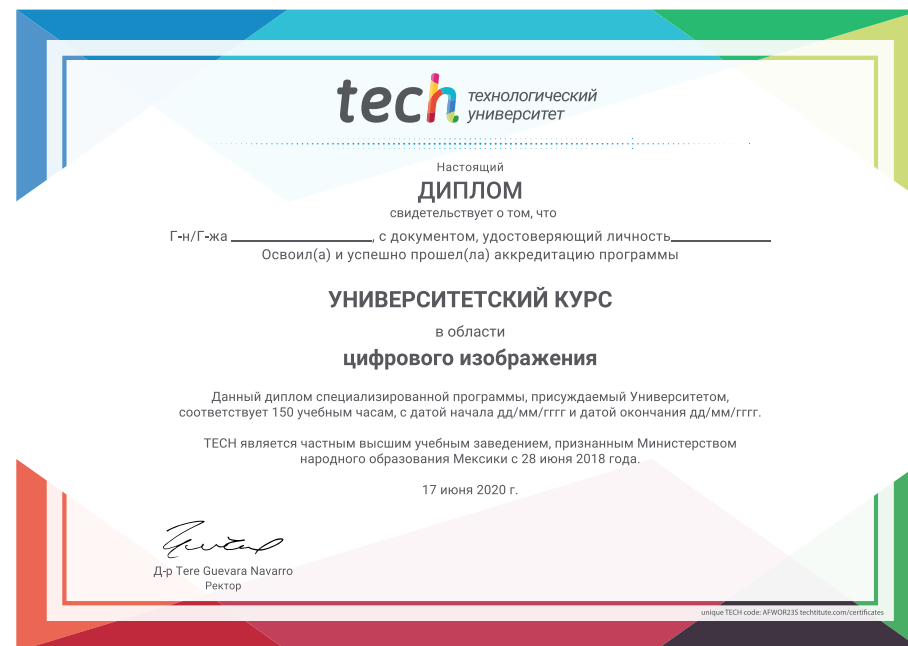 tech технологический
университет
Настоящий
ДИПЛОМ
свидетельствует о том, что
Г-н/Г-жа ____________________, с документом, удостоверяющий личность______________
Освоил(а) и успешно прошел(ла) аккредитацию программы
УНИВЕРСИТЕТСКИЙ КУРС
в области
цифрового изображения
Данный диплом специализированной программы, присуждаемый Университетом,
соответствует 150 учебным часам, с датой начала дд/мм/гггг и датой окончания дд/мм/гггг.
TECH является частным высшим учебным заведением, признанным Министерством
народного образования Мексики с 28 июня 2018 года.
17 июня 2020 г.
Д-р Tere Guevara Navarro
Ректор
unique TECH code: AFWOR23S techtitute.com/certificates